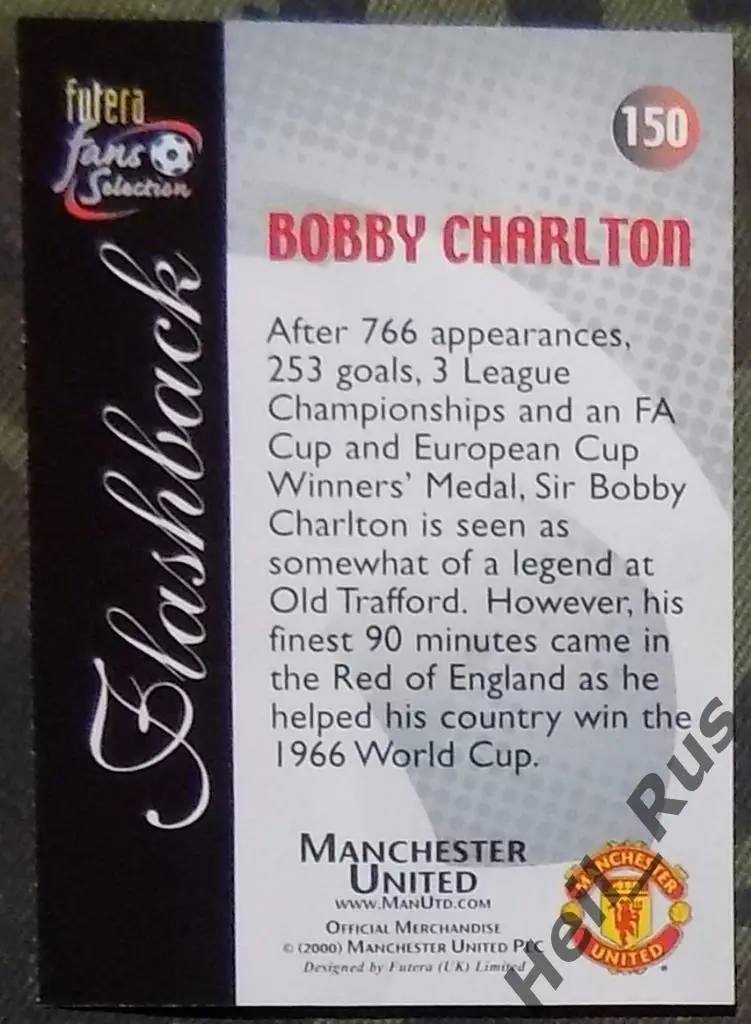 futera
fans
Selection
150
Flashback
BOBBY CHARLTON
After 766 appearances,
253 goals, 3 League
Championships and an FA
Cup and European Cup
Winners' Medal, Sir Bobby
Charlton is seen as
somewhat of a legend at
Old Trafford. However, his
finest 90 minutes came in
the Red of England as he
helped his country win the
1966 World Cup.
MANCHESTER
UNITED
WWW.MANUTD.COM
OFFICIAL MERCHANDISE
© (2000) MANCHESTER UNITED PLC
Designed by Futera (UK) Limited
MANCHESTER
UNITED
Heil_Rus